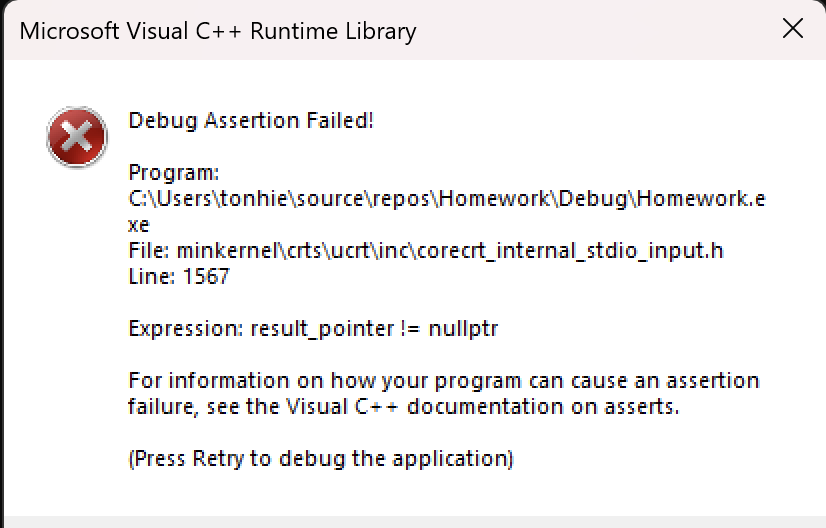 Microsoft Visual C++ Runtime Library
Debug Assertion Failed!
Program:
C:\Users\tonhie\source\repos\Homework\Debug\Homework.e
xe
File: minkernel\crts\ucrt\inc\corecrt_internal_stdio_input.h
Line: 1567
Expression: result_pointer != nullptr
For information on how your program can cause an assertion
failure, see the Visual C++ documentation on asserts.
(Press Retry to debug the application)